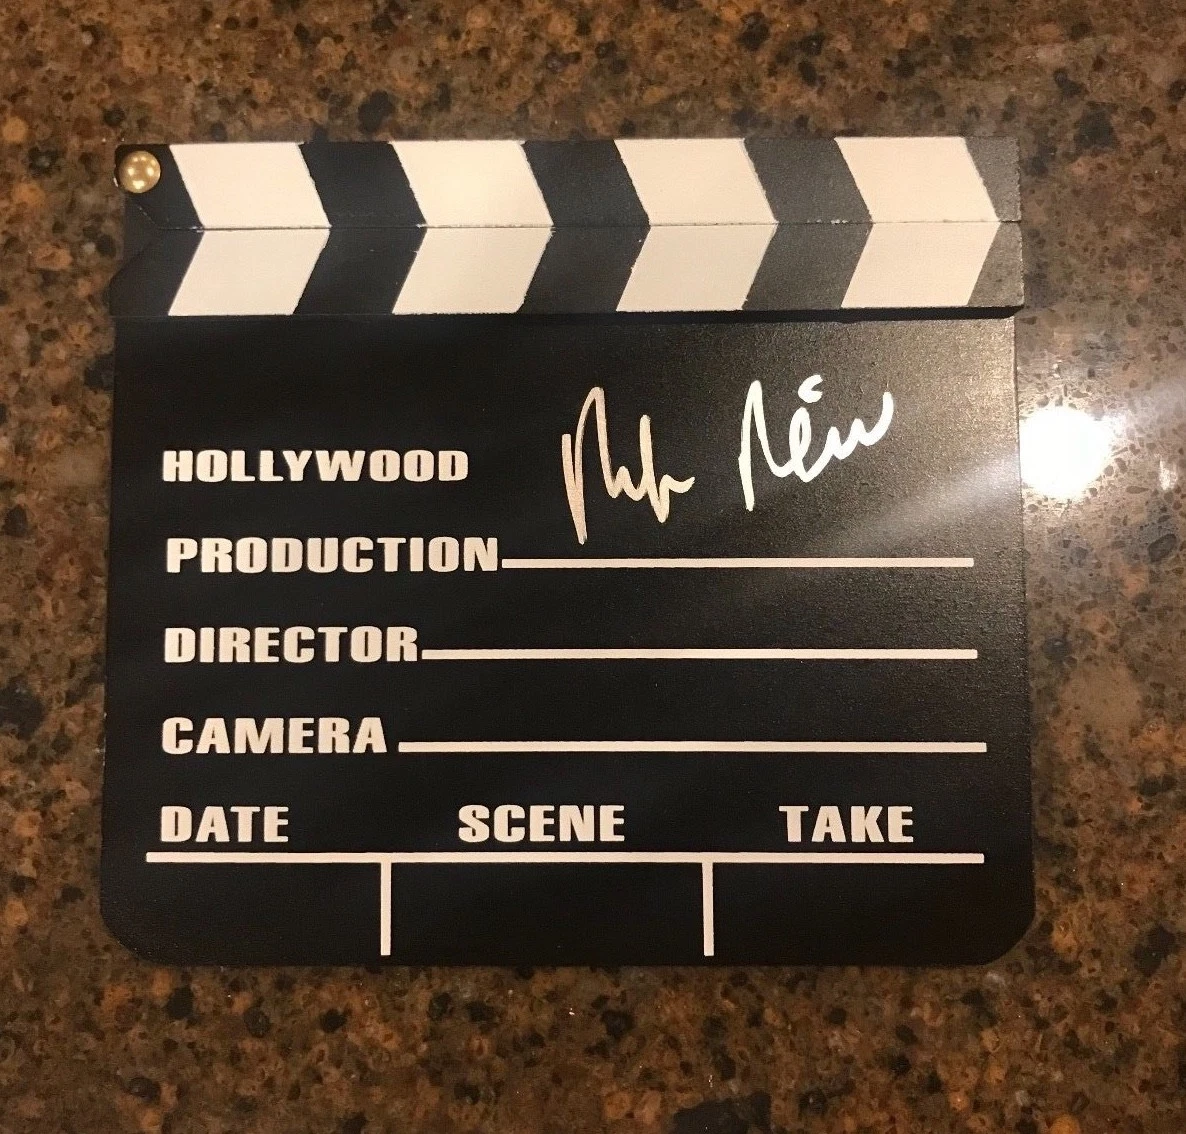 HOLLYWOOD
PRODUCTION
DIRECTOR
CAMERA
DATE SCENE TAKE